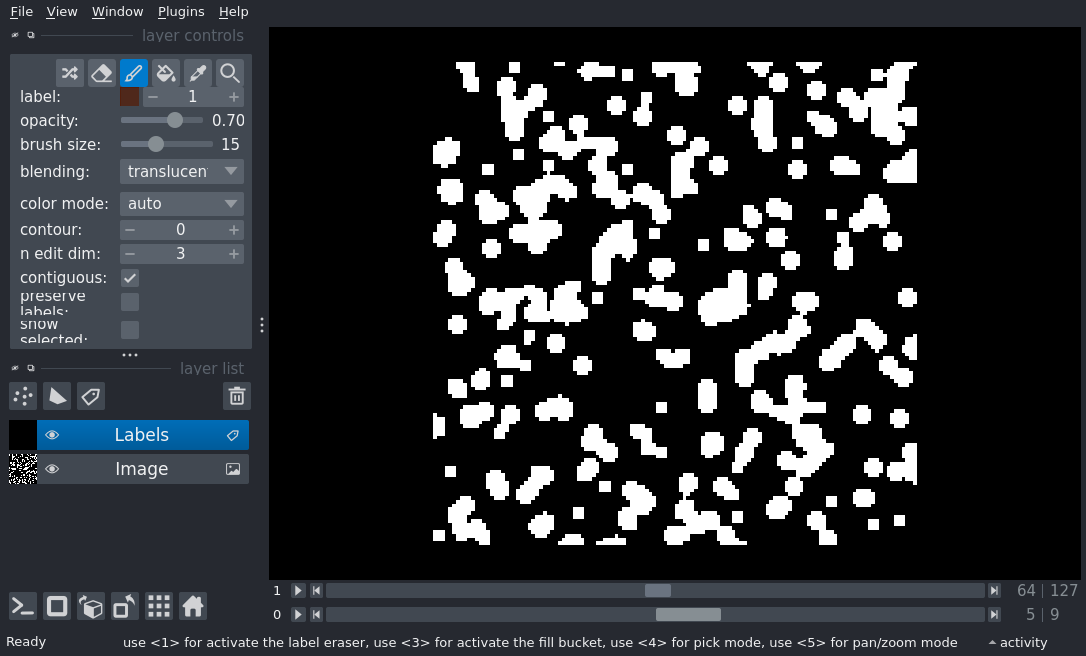 File View Window Plugins Help
layer controls
label: 1
opacity: 0.70
brush size: 15
blending: translucen
color mode: auto
contour: 0
n edit dim: 3
contiguous:
preserve
labels:
show
selected:
layer list
Labels
Image
1 64 | 127
0 5 | 9
Ready use <1> for activate the label eraser, use <3> for activate the fill bucket, use <4> for pick mode, use <5> for pan/zoom mode activity